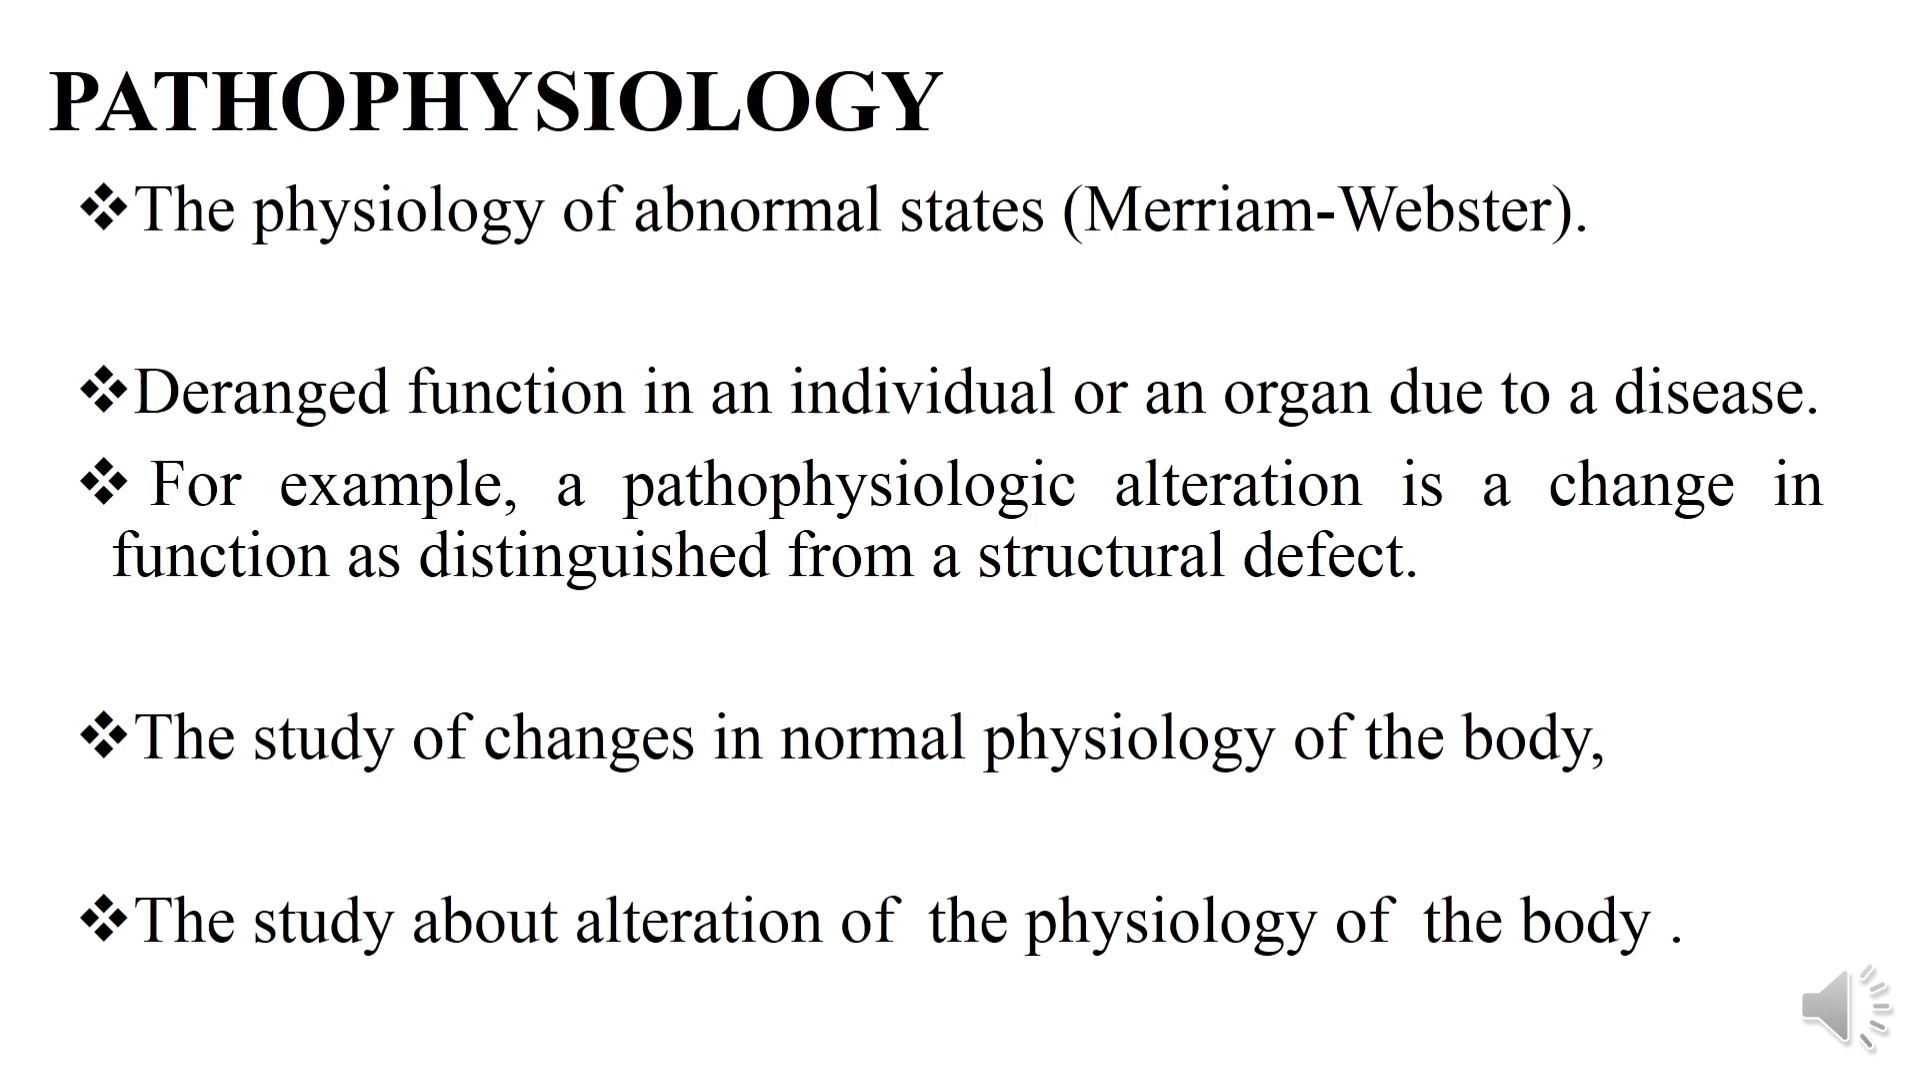 PATHOPHYSIOLOGY
❖The physiology of abnormal states (Merriam-Webster).
❖Deranged function in an individual or an organ due to a disease.
❖ For example, a pathophysiologic alteration is a change in
function as distinguished from a structural defect.
❖The study of changes in normal physiology of the body,
❖The study about alteration of  the physiology of  the body .